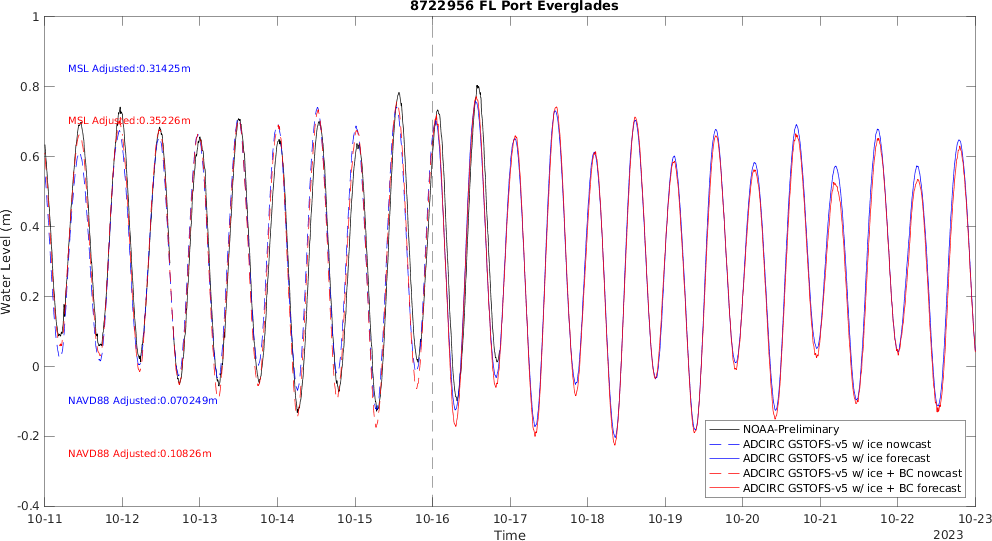 8722956 FL Port Everglades
Water Level (m)
1
0.8
0.6
0.4
0.2
0
-0.2
-0.4
MSL Adjusted:0.31425m
MSL Adjusted:0.35226m
NAVD88 Adjusted:0.070249m
NAVD88 Adjusted:0.10826m
NOAA-Preliminary
ADCIRC GSTOFS-v5 w/ ice nowcast
ADCIRC GSTOFS-v5 w/ ice forecast
ADCIRC GSTOFS-v5 w/ ice + BC nowcast
ADCIRC GSTOFS-v5 w/ ice + BC forecast
10-11 10-12 10-13 10-14 10-15 10-16 10-17 10-18 10-19 10-20 10-21 10-22 10-23
Time
2023